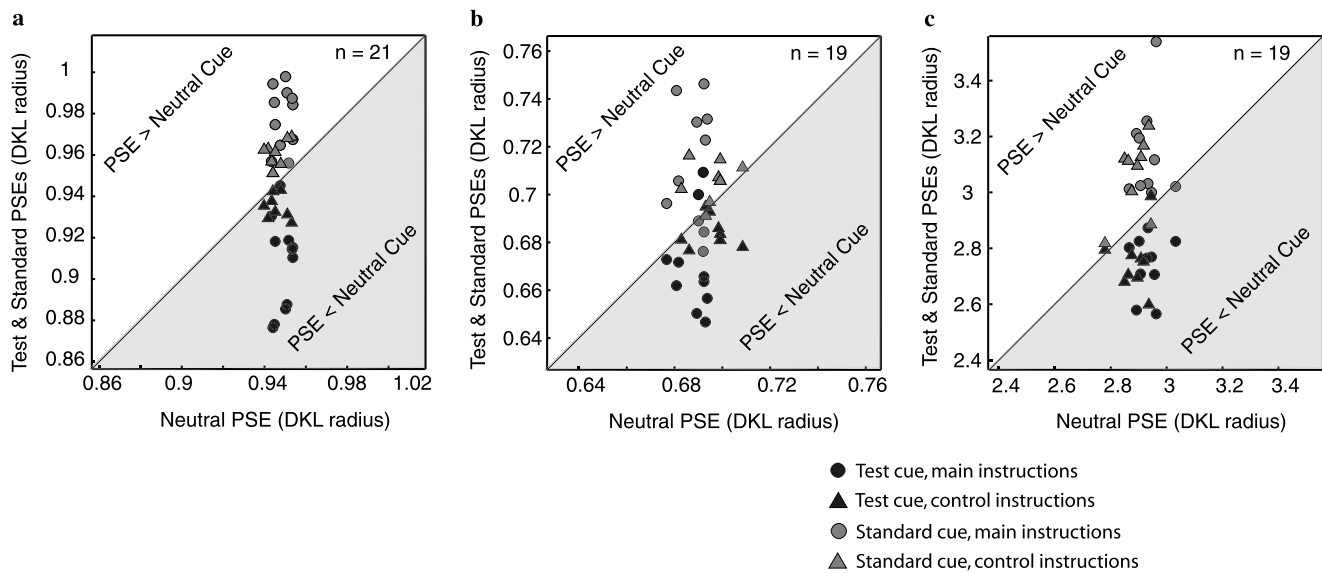 a
Test & Standard PSEs (DKL radius)
1
0.98
0.96
0.94
0.92
0.9
0.88
0.86
PSE > Neutral Cue
n = 21
PSE < Neutral Cue
0.86 0.9 0.94 0.98 1.02
Neutral PSE (DKL radius)
b
Test & Standard PSEs (DKL radius)
0.76
0.74
0.72
0.7
0.68
0.66
0.64
PSE > Neutral Cue
n = 19
PSE < Neutral Cue
0.64 0.68 0.72 0.76
Neutral PSE (DKL radius)
c
Test & Standard PSEs (DKL radius)
3.4
3.2
3
2.8
2.6
2.4
PSE > Neutral Cue
n = 19
PSE < Neutral Cue
2.4 2.6 2.8 3 3.2 3.4
Neutral PSE (DKL radius)
Test cue, main instructions
Test cue, control instructions
Standard cue, main instructions
Standard cue, control instructions